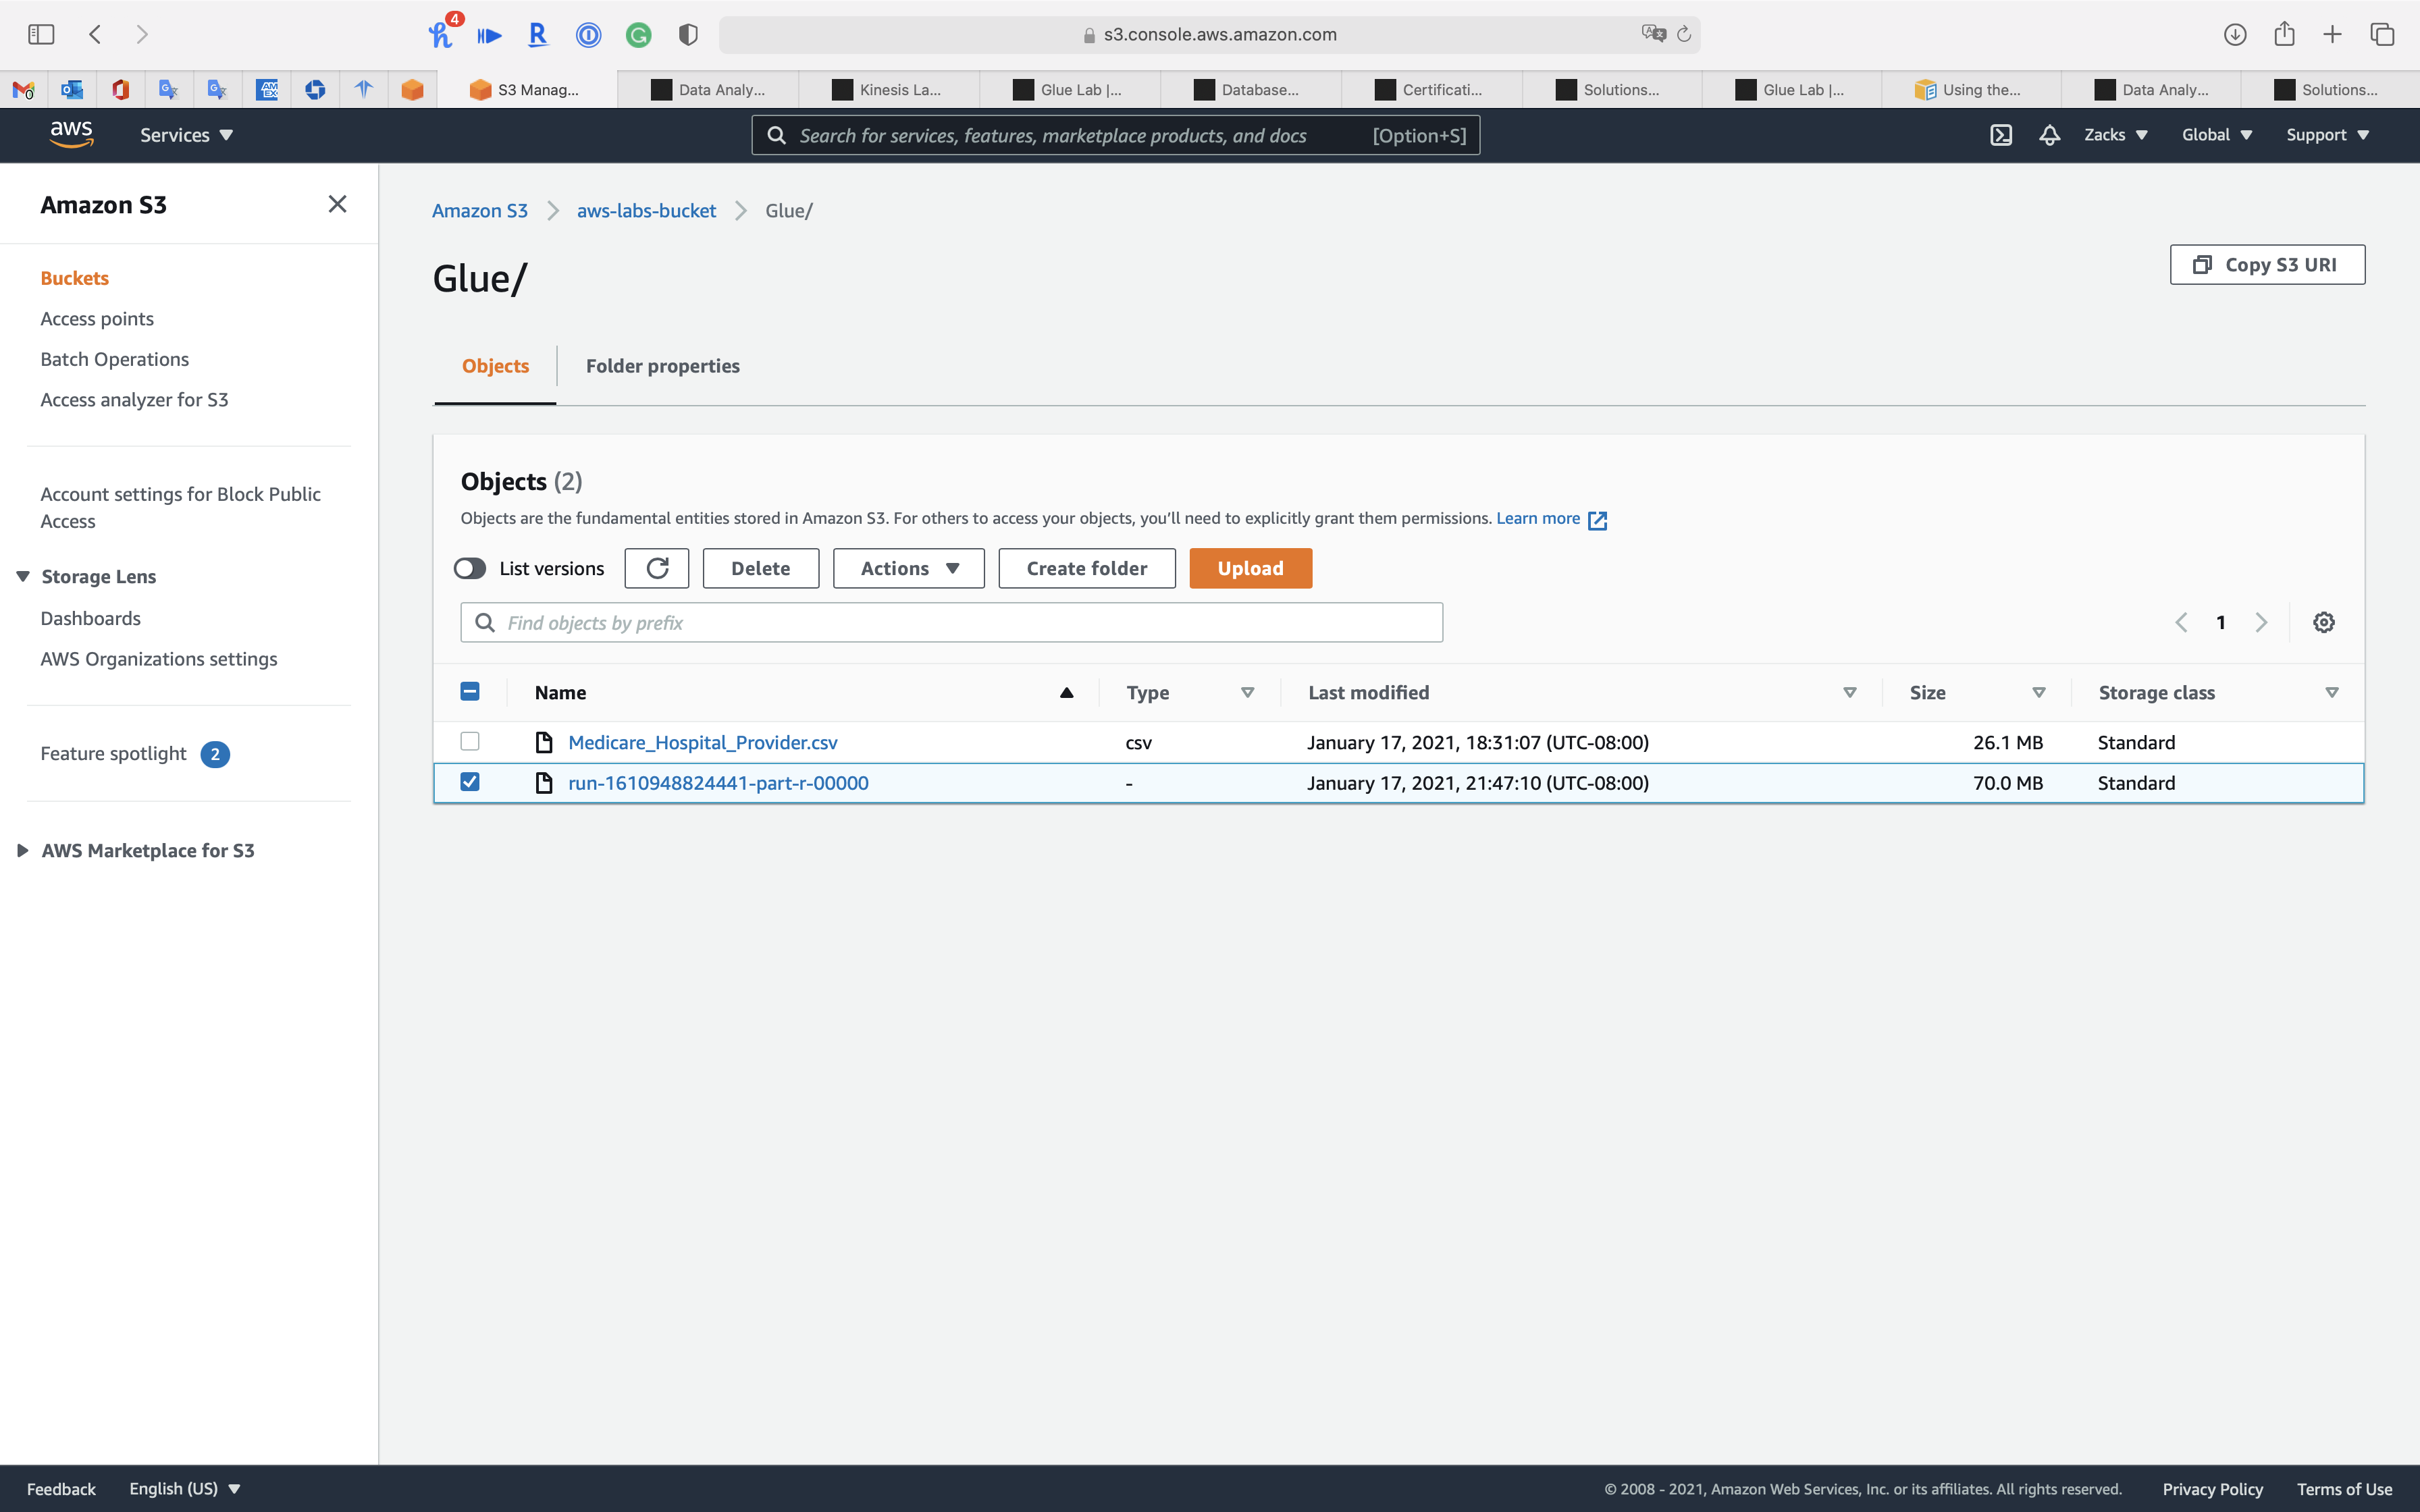 4
s3.console.aws.amazon.com
S3 Manag... Data Analy... Kinesis La... Glue Lab |... Database... Certificati... Solutions... Glue Lab |... Using the... Data Analy... Solutions...
aws Services Search for services, features, marketplace products, and docs [Option+S] Zacks Global Support
Amazon S3
Buckets
Access points
Batch Operations
Access analyzer for S3
Account settings for Block Public
Access
Storage Lens
Dashboards
AWS Organizations settings
Feature spotlight 2
AWS Marketplace for S3
Amazon S3 aws-labs-bucket Glue/
Glue/
Copy S3 URI
Objects Folder properties
Objects (2)
Objects are the fundamental entities stored in Amazon S3. For others to access your objects, you’ll need to explicitly grant them permissions. Learn more
List versions Delete Actions Create folder Upload
Find objects by prefix 1
Name Type Last modified Size Storage class
Medicare_Hospital_Provider.csv csv January 17, 2021, 18:31:07 (UTC-08:00) 26.1 MB Standard
run-1610948824441-part-r-00000 - January 17, 2021, 21:47:10 (UTC-08:00) 70.0 MB Standard
Feedback English (US) © 2008 - 2021, Amazon Web Services, Inc. or its affiliates. All rights reserved. Privacy Policy Terms of Use